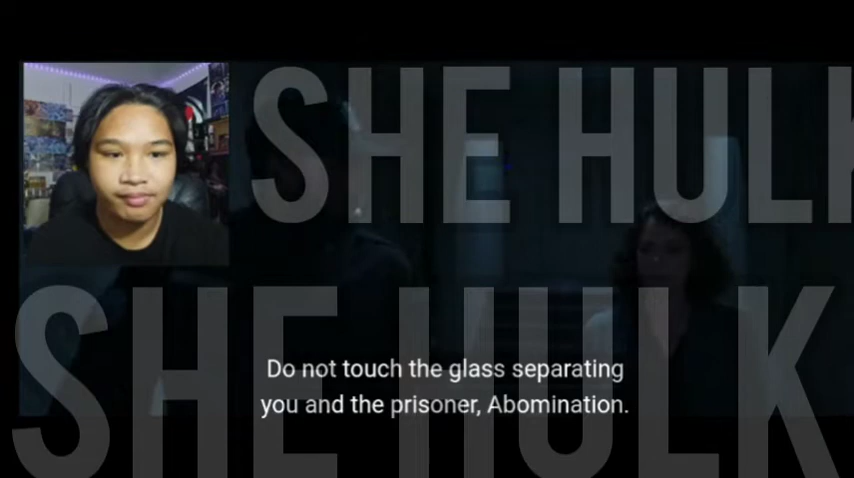 SHE HULK
SHE HULK
Do not touch the glass separating
you and the prisoner, Abomination.